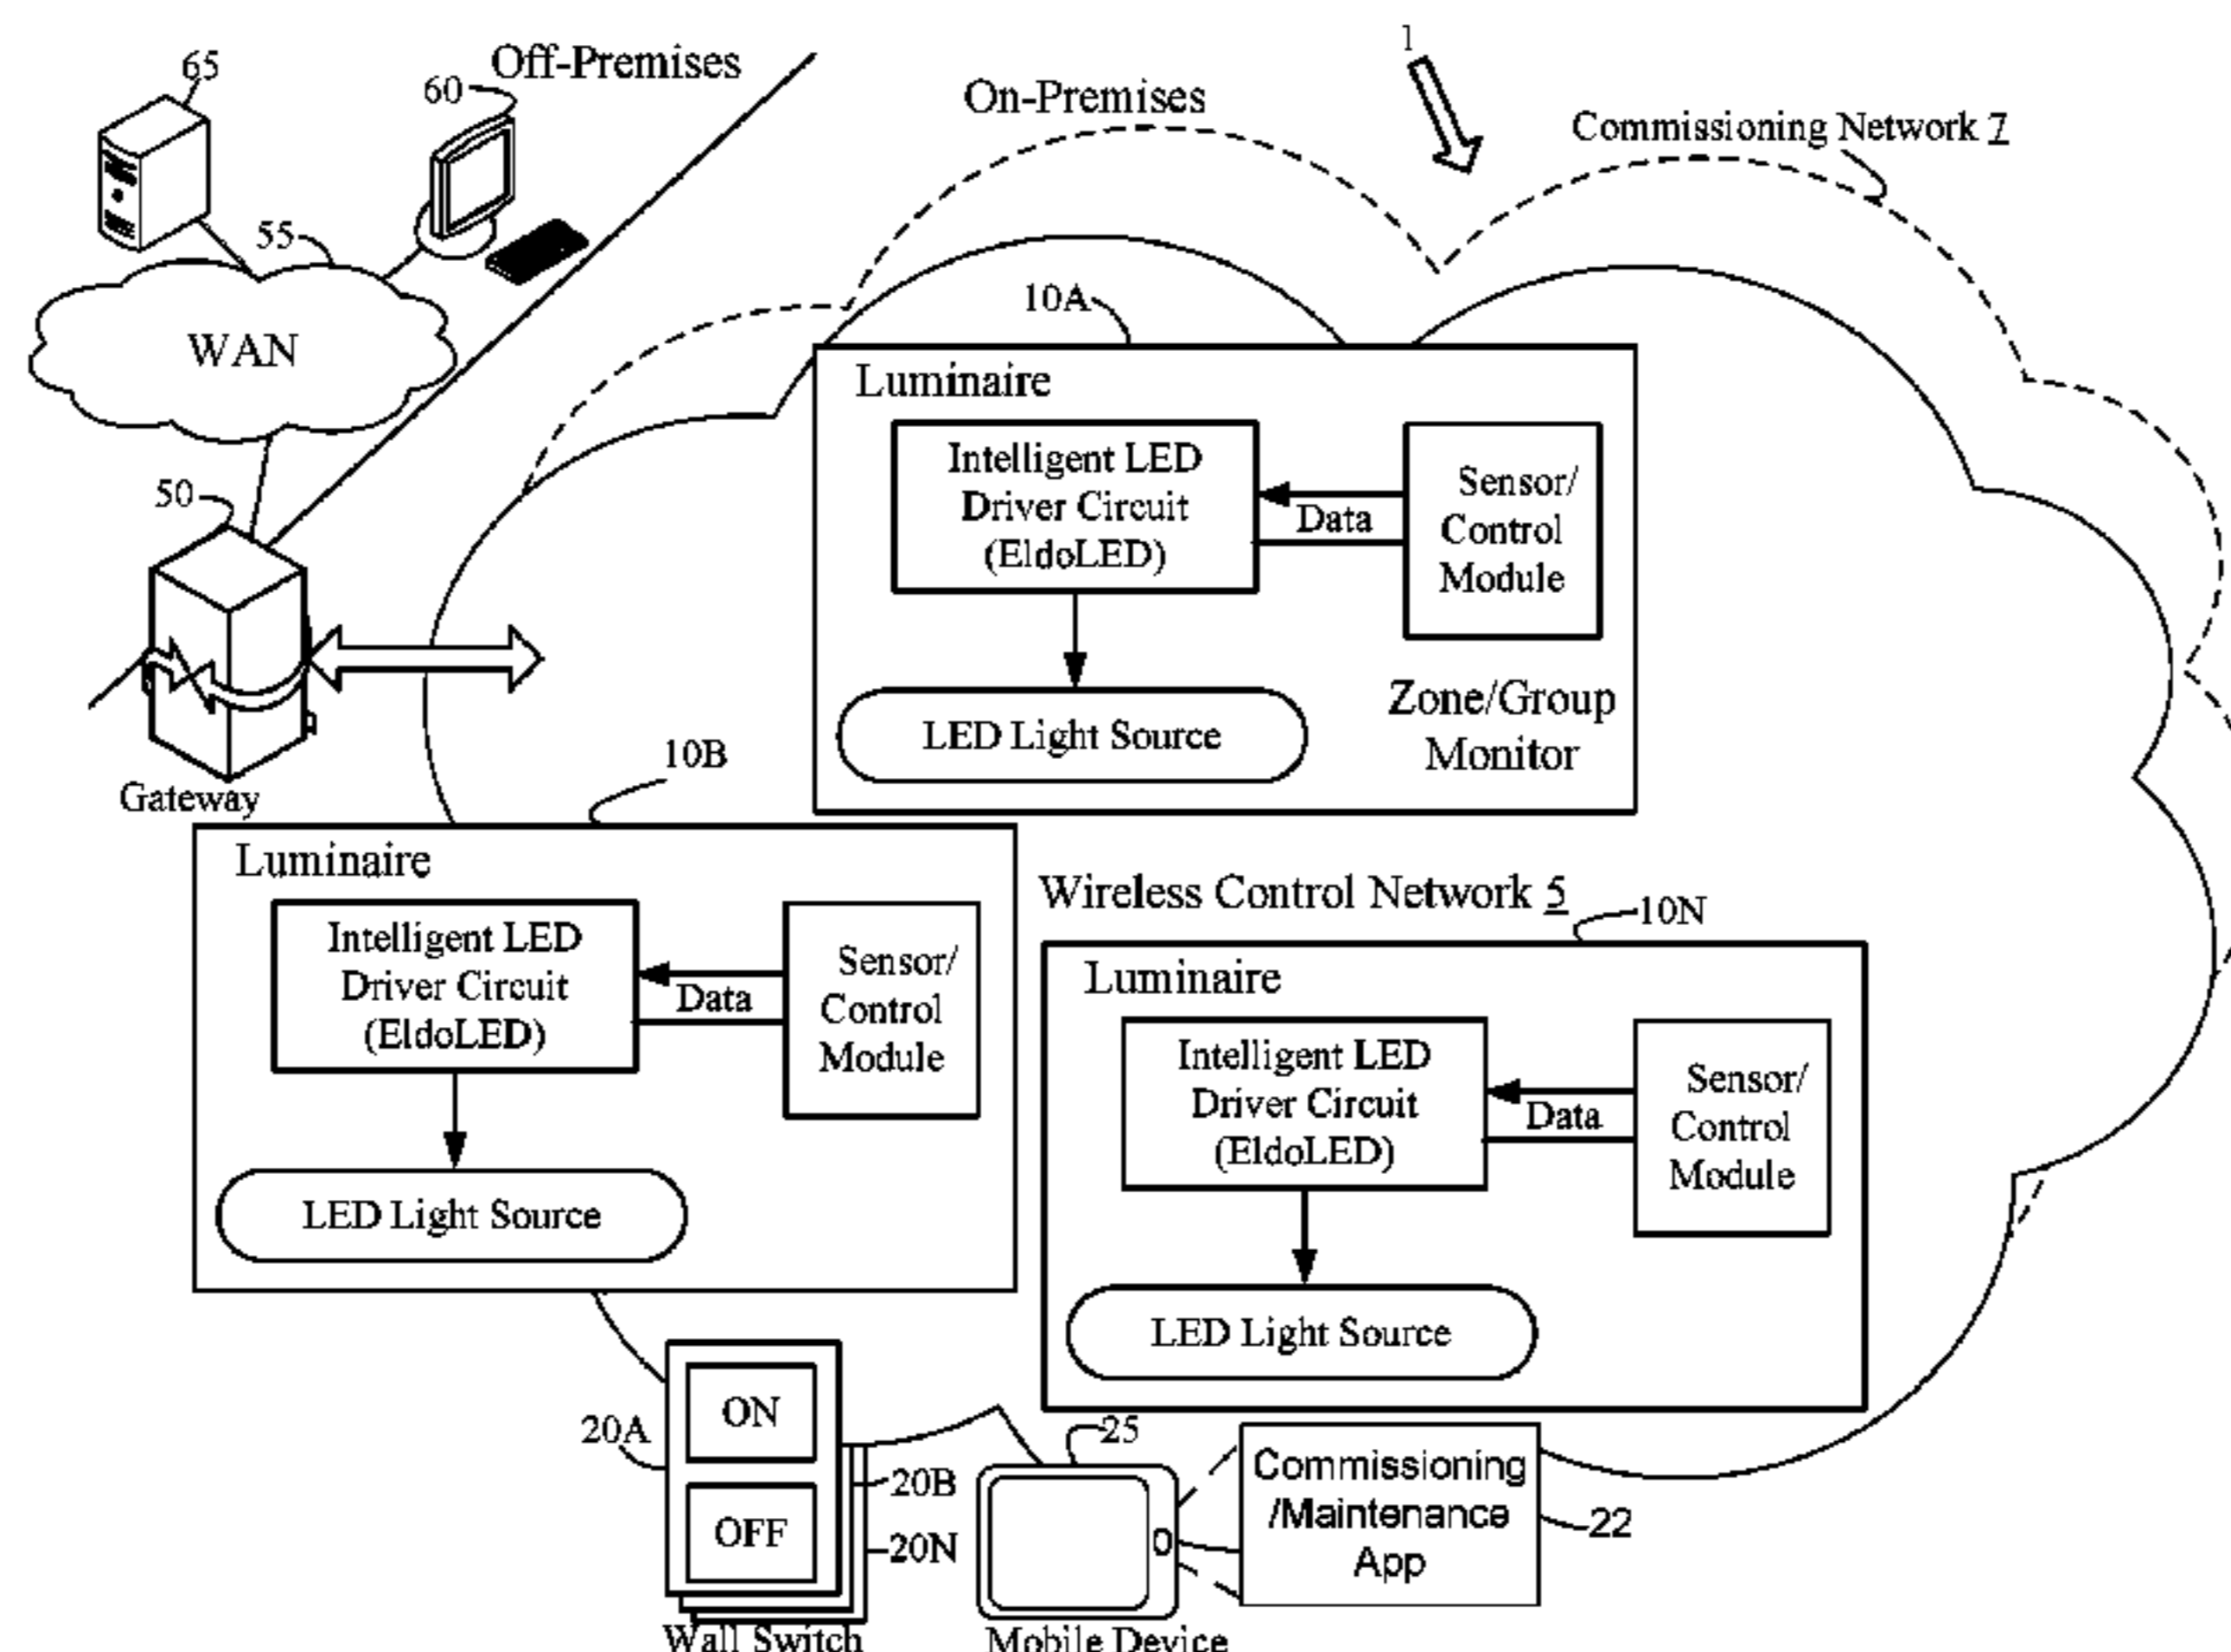 65
60
Off-Premises
1
On-Premises
Commissioning Network 7
55
WAN
10A
Luminaire
Intelligent LED
Driver Circuit
(EldoLED)
Data
Sensor/
Control
Module
LED Light Source
Zone/Group
Monitor
50
Gateway
10B
Luminaire
Intelligent LED
Driver Circuit
(EldoLED)
Data
Sensor/
Control
Module
LED Light Source
Wireless Control Network 5
10N
Luminaire
Intelligent LED
Driver Circuit
(EldoLED)
Data
Sensor/
Control
Module
LED Light Source
20A
ON
OFF
20B
20N
Wall Switch
25
Mobile Device
Commissioning
/Maintenance
App
22